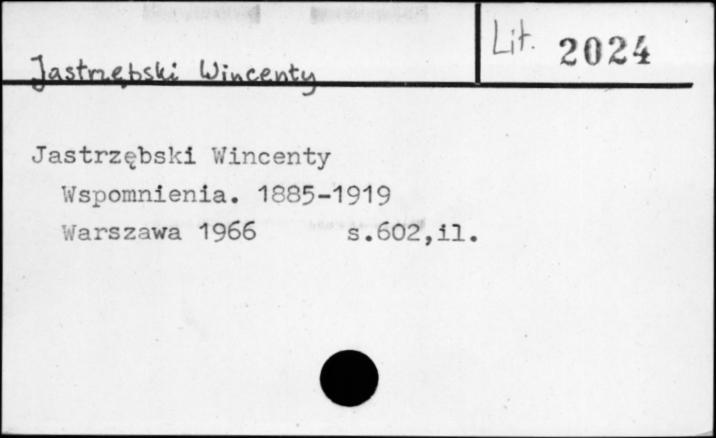 Jastrzębski Wincenty
Lit. 2024
Jastrzębski Wincenty
Wspomnienia. 1885-1919
Warszawa 1966 s.602,il.